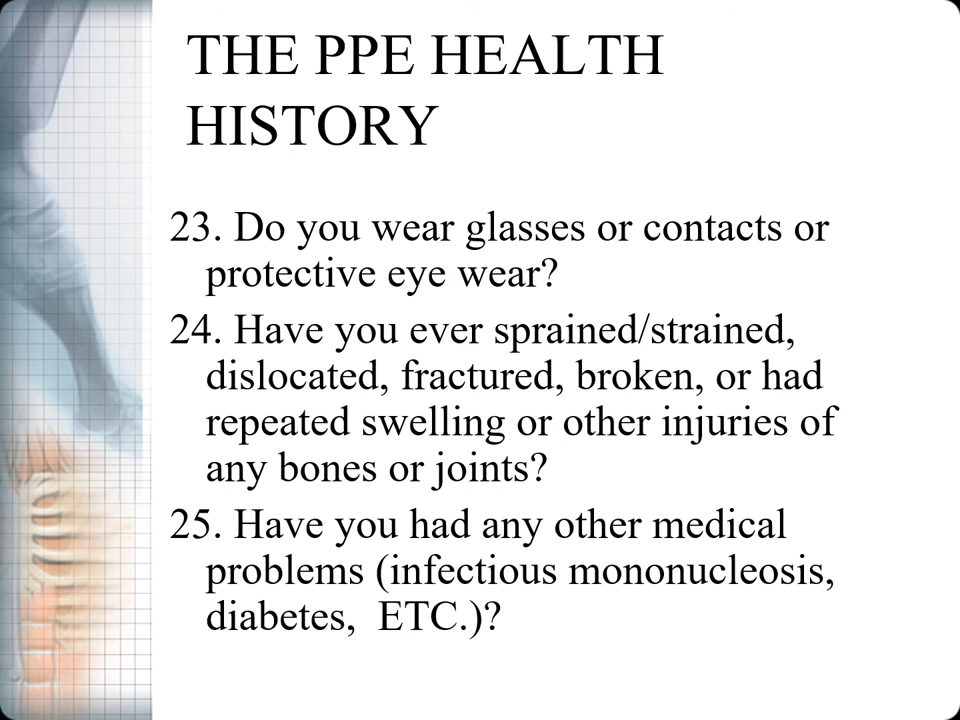 THE PPE HEALTH
HISTORY
23. Do you wear glasses or contacts or
protective eye wear?
24. Have you ever sprained/strained,
dislocated, fractured, broken, or had
repeated swelling or other injuries of
any bones or joints?
25. Have you had any other medical
problems (infectious mononucleosis,
diabetes,  ETC.)?